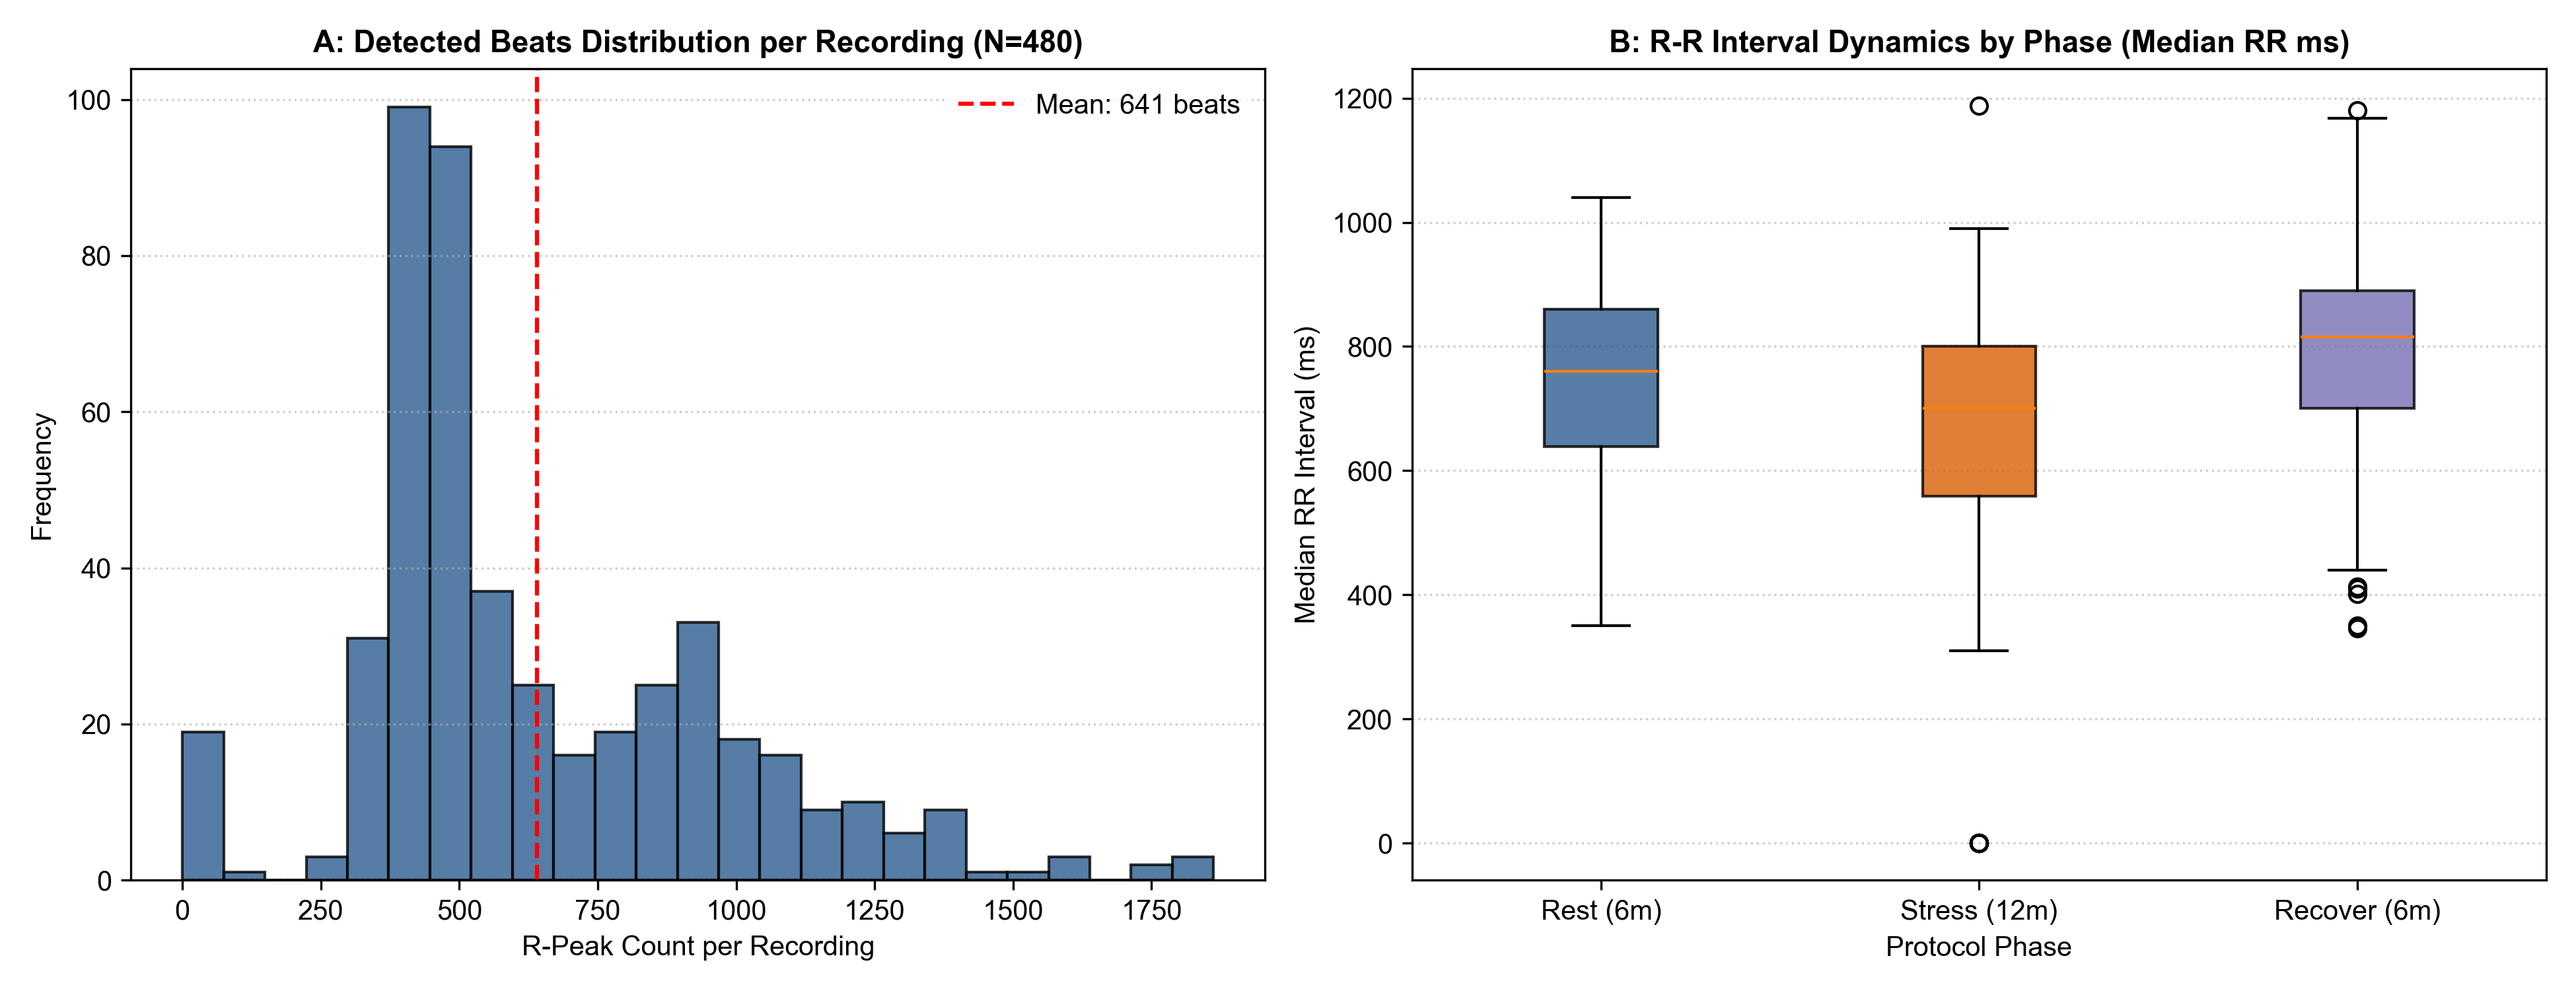 A: Detected Beats Distribution per Recording (N=480)
Mean: 641 beats
Frequency
100
80
60
40
20
0
0 250 500 750 1000 1250 1500 1750
R-Peak Count per Recording
B: R-R Interval Dynamics by Phase (Median RR ms)
Median RR Interval (ms)
1200
1000
800
600
400
200
0
Rest (6m) Stress (12m) Recover (6m)
Protocol Phase